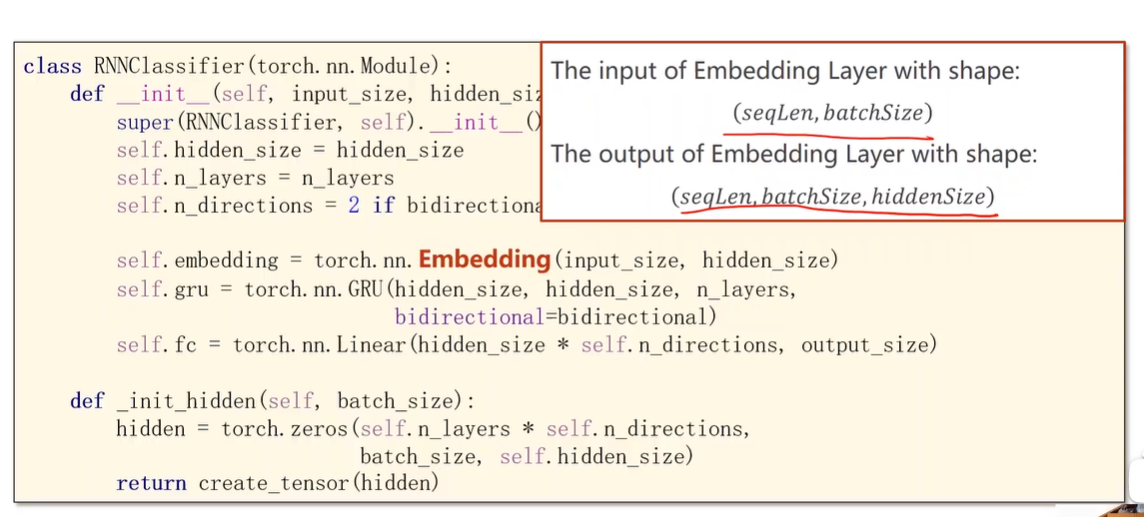 class RNNClassifier(torch.nn.Module):
def __init__(self, input_size, hidden_siz
super(RNNClassifier, self).__init__()
self.hidden_size = hidden_size
self.n_layers = n_layers
self.n_directions = 2 if bidirectiona
The input of Embedding Layer with shape:
(seqLen, batchSize)
The output of Embedding Layer with shape:
(seqLen, batchSize, hiddenSize)
self.embedding = torch.nn.Embedding(input_size, hidden_size)
self.gru = torch.nn.GRU(hidden_size, hidden_size, n_layers,
bidirectional=bidirectional)
self.fc = torch.nn.Linear(hidden_size * self.n_directions, output_size)
def _init_hidden(self, batch_size):
hidden = torch.zeros(self.n_layers * self.n_directions,
batch_size, self.hidden_size)
return create_tensor(hidden)